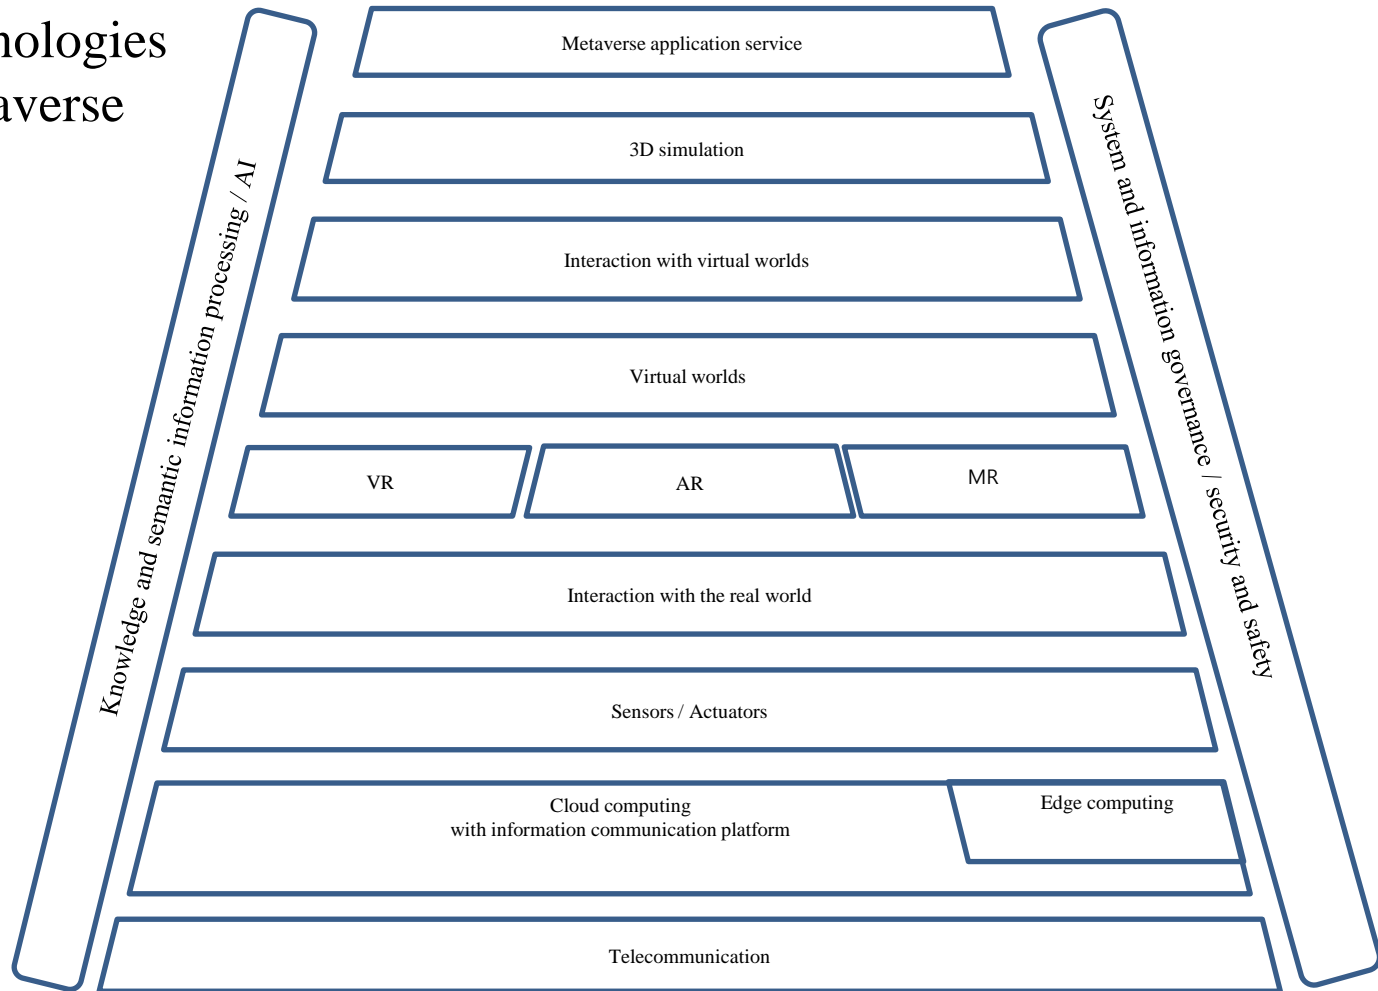 nologies
averse
Metaverse application service
3D simulation
Interaction with virtual worlds
Virtual worlds
VR
AR
MR
Interaction with the real world
Sensors / Actuators
Cloud computing
with information communication platform
Edge computing
Telecommunication
Knowledge and semantic information processing / AI
System and information governance / security and safety